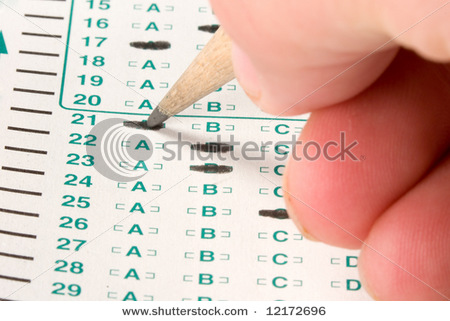 15 A
16 A
17
18 A
19 A B
20 A B
21 B C
22 A C
23 A C
24 A B C
25 A B
26 A B C
27 A B C D
28 A B C D
29 A B C D
www.shutterstock.com · 12172696